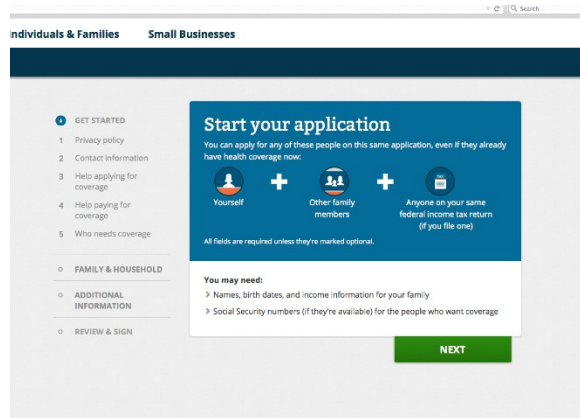 Search
Individuals & Families Small Businesses
GET STARTED
1 Privacy policy
2 Contact information
3 Help applying for
coverage
4 Help paying for
coverage
5 Who needs coverage
FAMILY & HOUSEHOLD
ADDITIONAL
INFORMATION
REVIEW & SIGN
Start your application
You can apply for any of these people on this same application, even if they already
have health coverage now:
Yourself
Other family
members
TAX
Anyone on your same
federal income tax return
(if you file one)
All fields are required unless they're marked optional.
You may need:
Names, birth dates, and income information for your family
Social Security numbers (if they're available) for the people who want coverage
NEXT